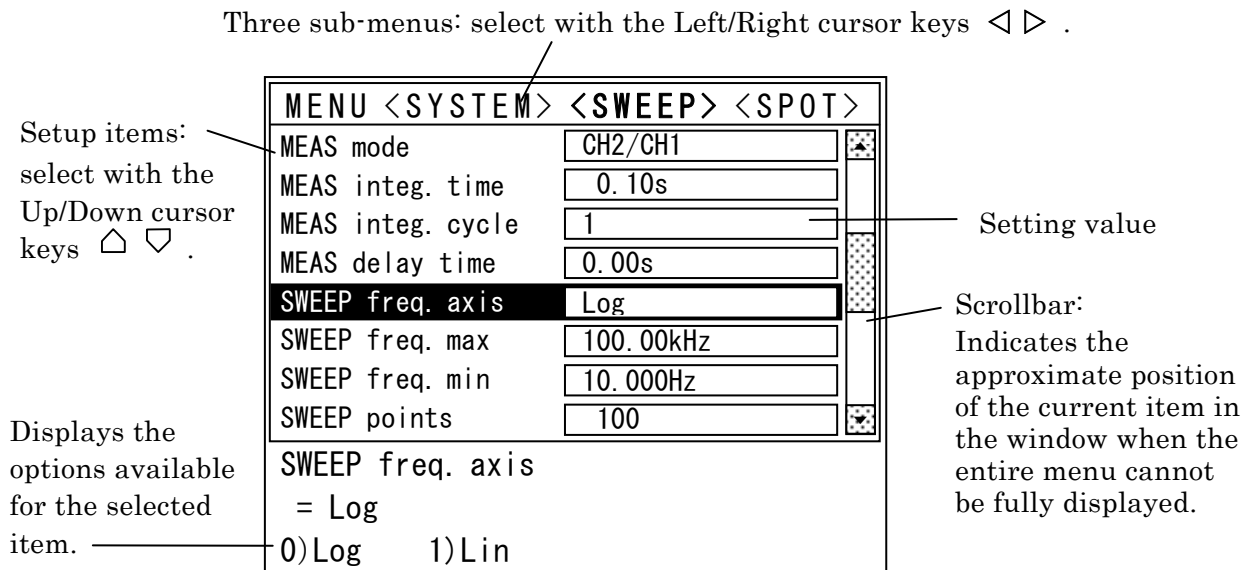 Three sub-menus: select with the Left/Right cursor keys ◁ ▷ .
MENU <SYSTEM> <SWEEP> <SPOT>
Setup items:
select with the
Up/Down cursor
keys △ ▽ .
MEAS mode CH2/CH1
MEAS integ. time 0.10s
MEAS integ. cycle 1
MEAS delay time 0.00s
SWEEP freq. axis Log
SWEEP freq. max 100.00kHz
SWEEP freq. min 10.000Hz
SWEEP points 100
Setting value
Scrollbar:
Indicates the
approximate position
of the current item in
the window when the
entire menu cannot
be fully displayed.
Displays the
options available
for the selected
item.
SWEEP freq. axis
= Log
0)Log 1)Lin